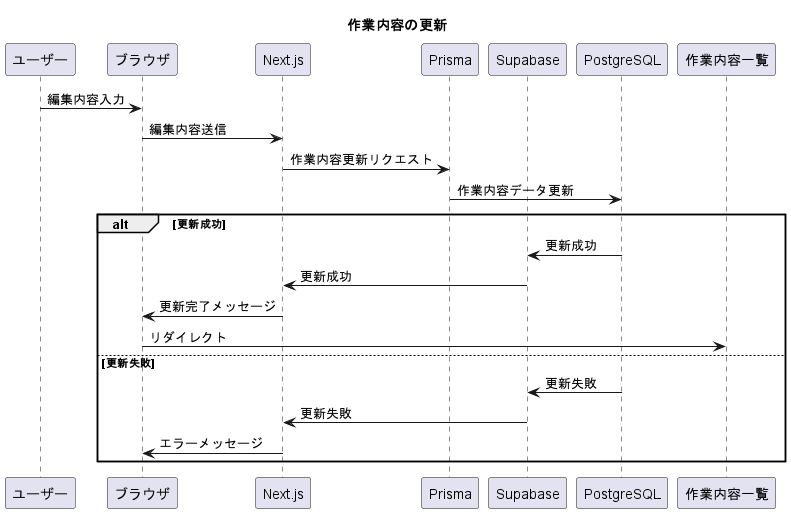 作業内容の更新
ユーザー ブラウザ Next.js Prisma Supabase PostgreSQL 作業内容一覧
編集内容入力
編集内容送信
作業内容更新リクエスト
作業内容データ更新
alt [更新成功]
更新成功
更新成功
更新完了メッセージ
リダイレクト
[更新失敗]
更新失敗
更新失敗
エラーメッセージ
ユーザー ブラウザ Next.js Prisma Supabase PostgreSQL 作業内容一覧